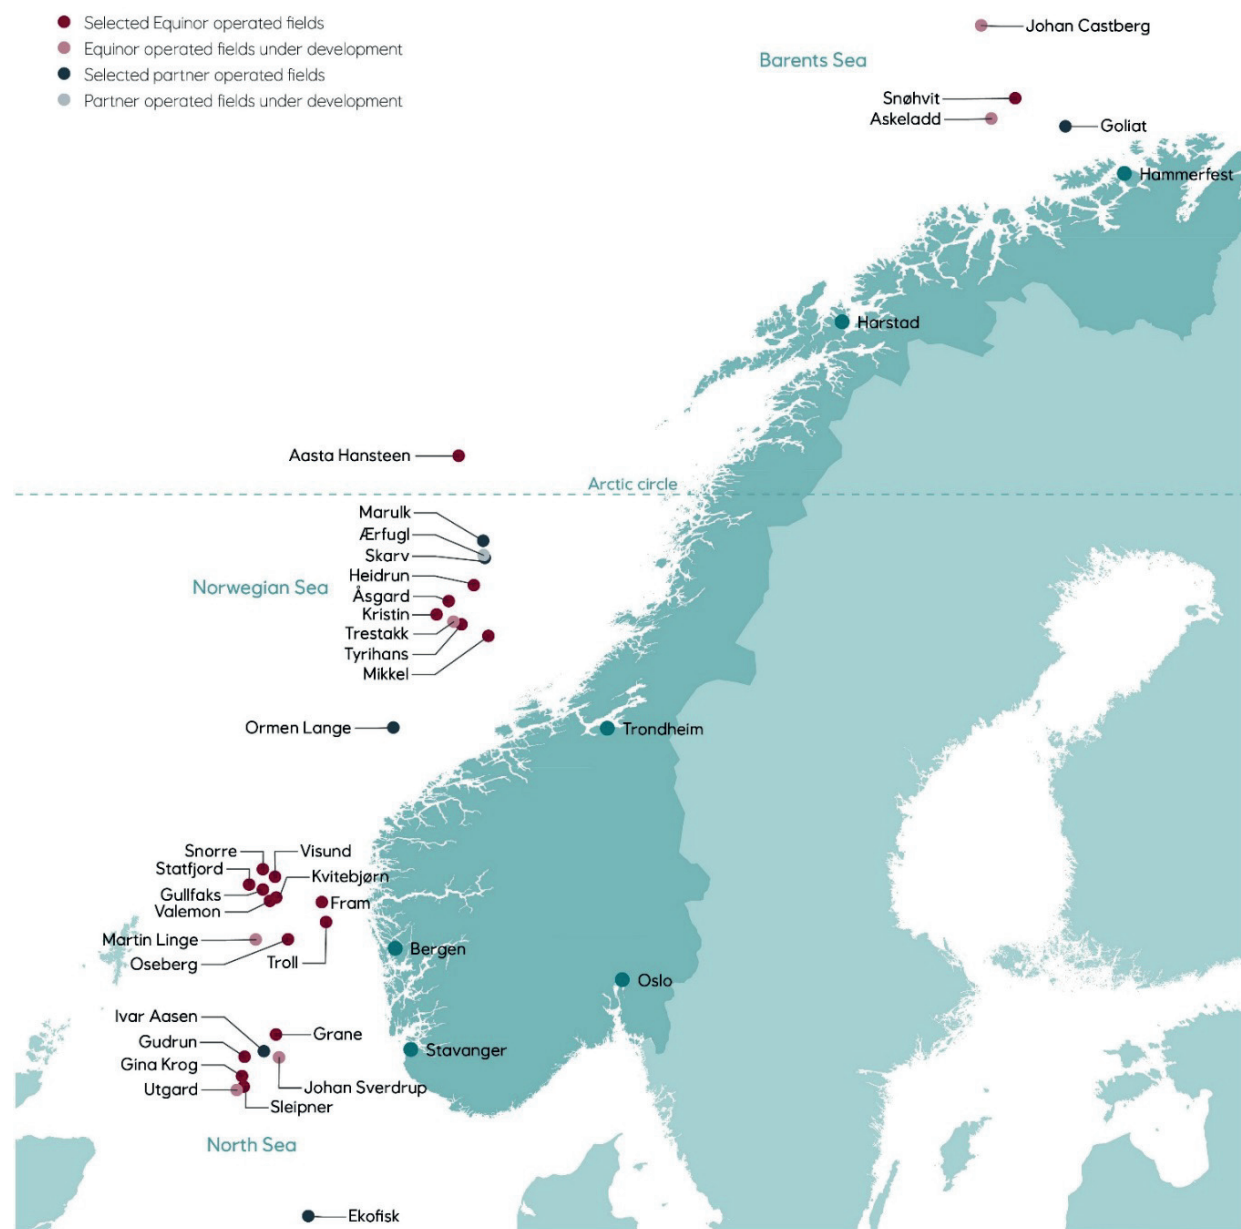 Selected Equinor operated fields
Equinor operated fields under development
Selected partner operated fields
Partner operated fields under development
Johan Castberg
Barents Sea
Snøhvit
Askeladd
Goliat
Hammerfest
Harstad
Aasta Hansteen
Arctic circle
Marulk
Ærfugl
Skarv
Norwegian Sea
Heidrun
Åsgard
Kristin
Trestakk
Tyrihans
Mikkel
Ormen Lange
Trondheim
Snorre
Visund
Statfjord
Kvitebjørn
Gullfaks
Valemon
Fram
Martin Linge
Oseberg
Troll
Bergen
Oslo
Ivar Aasen
Grane
Gudrun
Stavanger
Gina Krog
Utgard
Johan Sverdrup
Sleipner
North Sea
Ekofisk